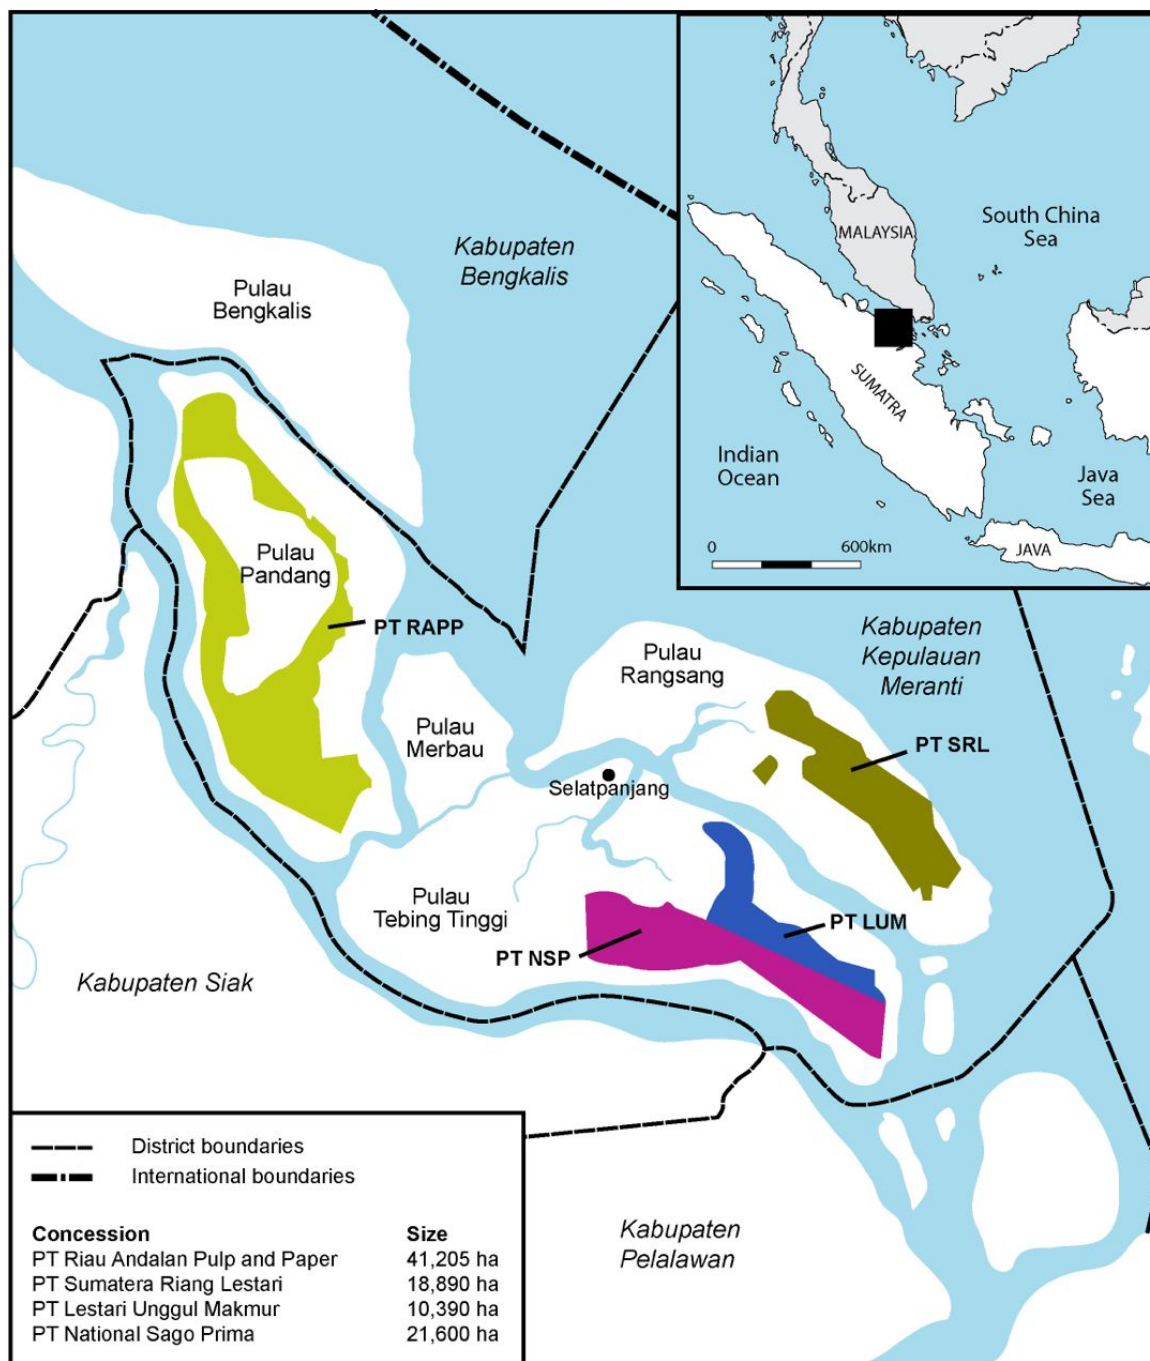 Kabupaten
Bengkalis
Pulau
Bengkalis
Pulau
Pandang
PT RAPP
Pulau
Merbau
Pulau
Rangsang
Kabupaten
Kepulauan
Meranti
PT SRL
Selatpanjang
Pulau
Tebing Tinggi
PT LUM
PT NSP
Kabupaten Siak
Kabupaten
Pelalawan
MALAYSIA
South China
Sea
SUMATRA
Indian
Ocean
Java
Sea
JAVA
0 600km
District boundaries
International boundaries
Concession Size
PT Riau Andalan Pulp and Paper 41,205 ha
PT Sumatera Riang Lestari 18,890 ha
PT Lestari Unggul Makmur 10,390 ha
PT National Sago Prima 21,600 ha